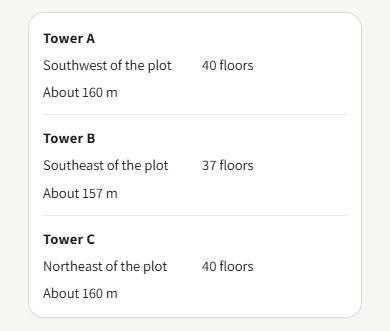 Tower A
Southwest of the plot 40 floors
About 160 m
Tower B
Southeast of the plot 37 floors
About 157 m
Tower C
Northeast of the plot 40 floors
About 160 m